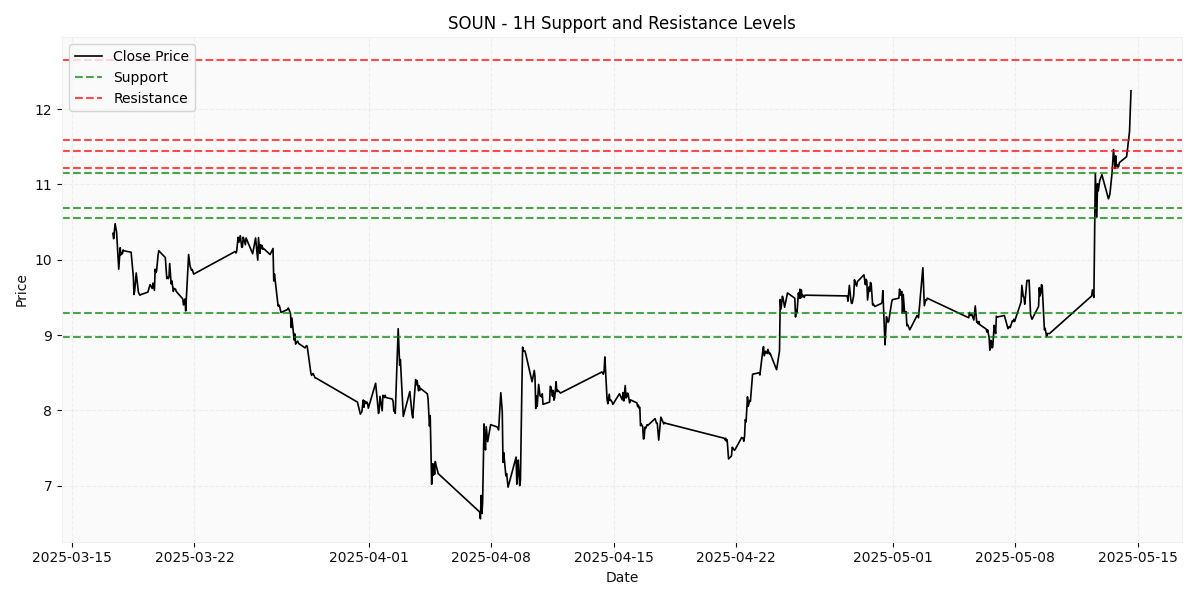 SOUN - 1H Support and Resistance Levels
Close Price
Support
Resistance
Price
12
11
10
9
8
7
2025-03-15 2025-03-22 2025-04-01 2025-04-08 2025-04-15 2025-04-22 2025-05-01 2025-05-08 2025-05-15
Date